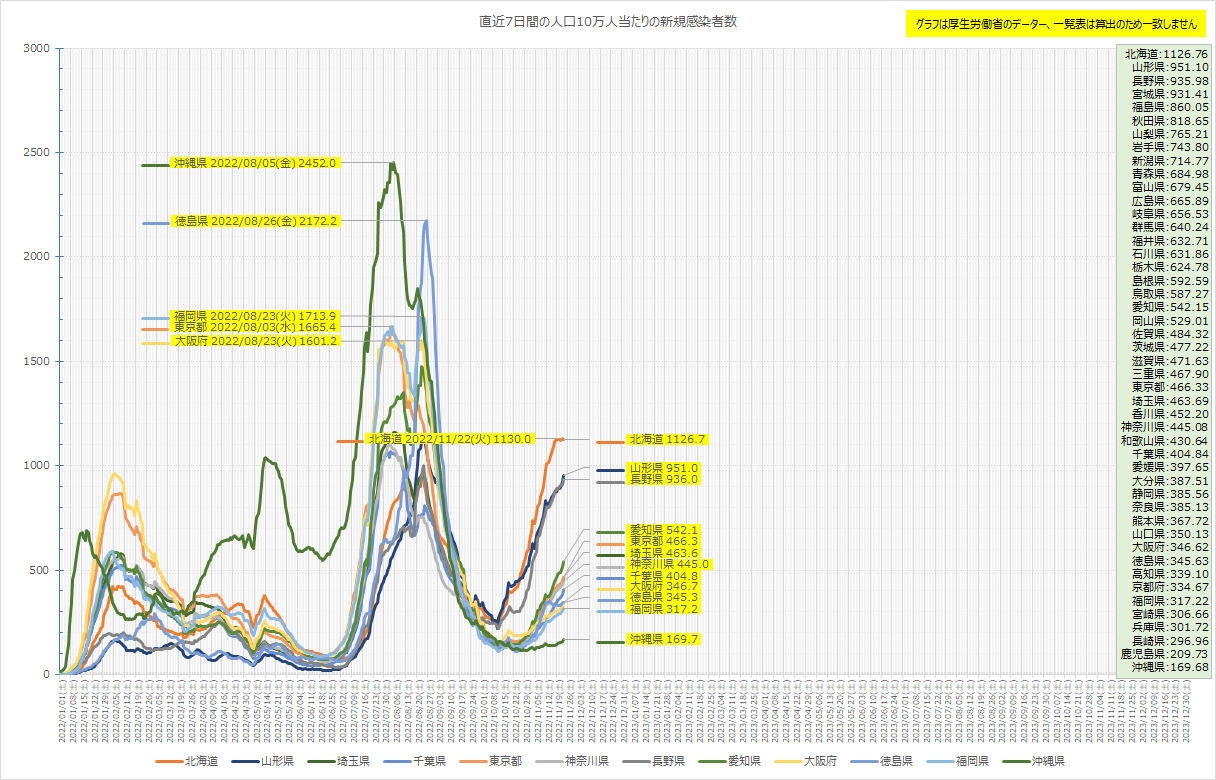 直近7日間の人口10万人当たりの新規感染者数
グラフは厚生労働省のデーター、一覧表は算出のため一致しません
3000
2500
2000
1500
1000
500
0
沖縄県 2022/08/05(金) 2452.0
徳島県 2022/08/26(金) 2172.2
福岡県 2022/08/23(火) 1713.9
東京都 2022/08/03(水) 1665.4
大阪府 2022/08/23(火) 1601.2
北海道 2022/11/22(火) 1130.0
北海道 1126.7
山形県 951.0
長野県 936.0
愛知県 542.1
東京都 466.3
埼玉県 463.6
神奈川県 445.0
千葉県 404.8
大阪府 346.7
徳島県 345.3
福岡県 317.2
沖縄県 169.7
北海道:1126.76
山形県:951.10
長野県:935.98
宮城県:931.41
福島県:860.05
秋田県:818.65
山梨県:765.21
岩手県:743.80
新潟県:714.77
青森県:684.98
富山県:679.45
広島県:665.89
岐阜県:656.53
群馬県:640.24
福井県:632.71
石川県:631.86
栃木県:624.78
島根県:592.59
鳥取県:587.27
愛知県:542.15
岡山県:529.01
佐賀県:484.32
茨城県:477.22
滋賀県:471.63
三重県:467.90
東京都:466.33
埼玉県:463.69
香川県:452.20
神奈川県:445.08
和歌山県:430.64
千葉県:404.84
愛媛県:397.65
大分県:387.51
静岡県:385.56
奈良県:385.13
熊本県:367.72
山口県:350.13
大阪府:346.62
徳島県:345.63
高知県:339.10
京都府:334.67
福岡県:317.22
宮崎県:306.66
兵庫県:301.72
長崎県:296.96
鹿児島県:209.73
沖縄県:169.68
北海道 山形県 埼玉県 千葉県 東京都 神奈川県 長野県 愛知県 大阪府 徳島県 福岡県 沖縄県